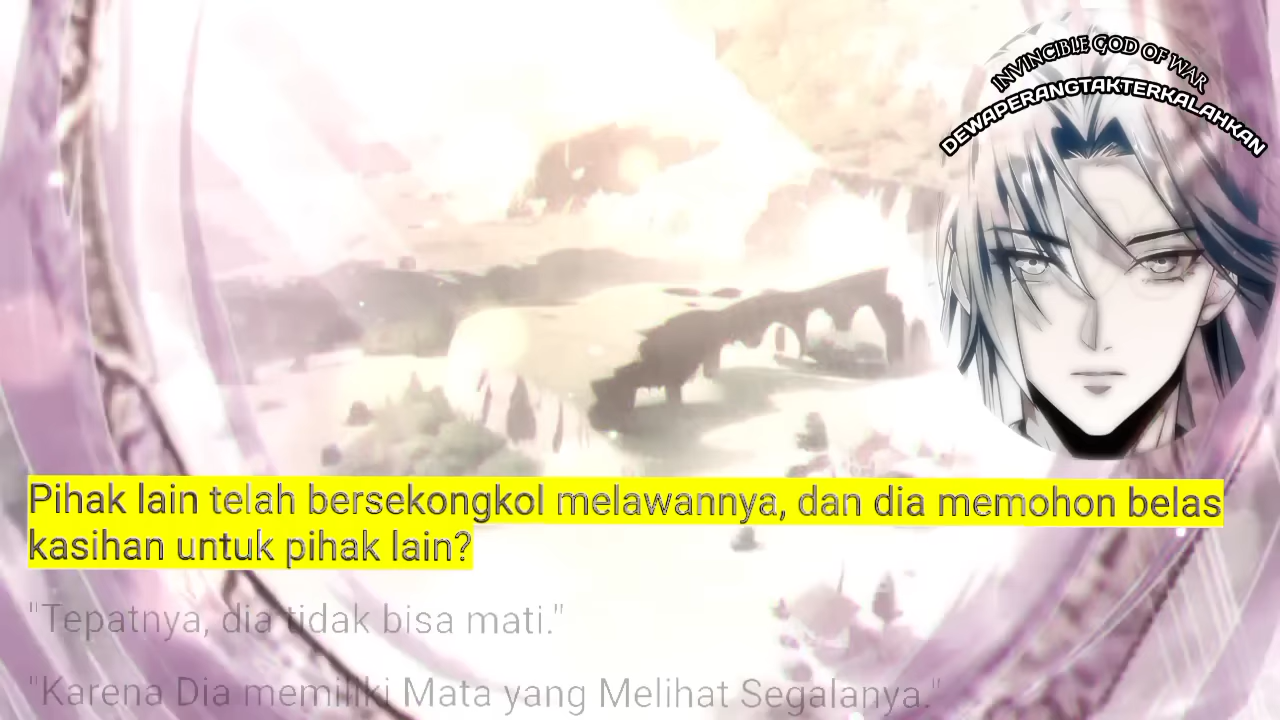 INVINCIBLE GOD OF WAR
DEWAPERANGTAKTERKALAHKAN
Pihak lain telah bersekongkol melawannya, dan dia memohon belas
kasihan untuk pihak lain?
"Tepatnya, dia tidak bisa mati."
"Karena Dia memiliki Mata yang Melihat Segalanya."